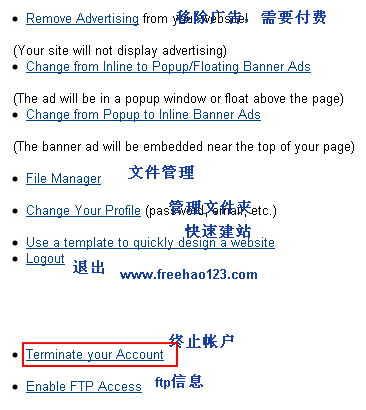 Remove Advertising from your website! 移除广告! 需要付费
(Your site will not display advertising)
Change from Inline to Popup/Floating Banner Ads
(The ad will be in a popup window or float above the page)
Change from Popup to Inline Banner Ads
(The banner ad will be embedded near the top of your page)
File Manager 文件管理
Change Your Profile (password, email, etc.) 管理文件夹
快速建站
Use a template to quickly design a website
Logout 退出 www.freehao123.com
终止帐户
Terminate your Account
Enable FTP Access ftp信息